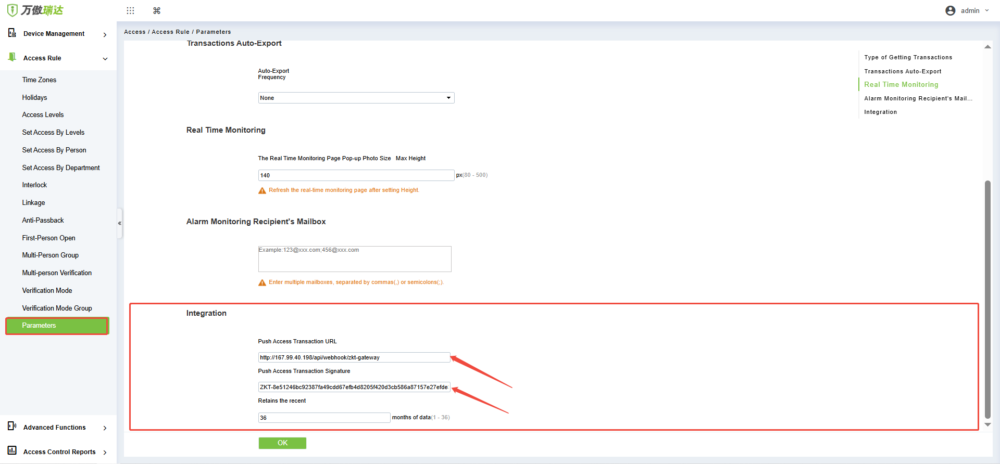 万傲瑞达
admin
Device Management
Access Rule
Time Zones
Holidays
Access Levels
Set Access By Levels
Set Access By Person
Set Access By Department
Interlock
Linkage
Anti-Passback
First-Person Open
Multi-Person Group
Multi-person Verification
Verification Mode
Verification Mode Group
Parameters
Advanced Functions
Access Control Reports
Access / Access Rule / Parameters
Transactions Auto-Export
Auto-Export
Frequency
None
Real Time Monitoring
The Real Time Monitoring Page Pop-up Photo Size Max Height
140 px(80 - 500)
Refresh the real-time monitoring page after setting Height.
Alarm Monitoring Recipient's Mailbox
Example:123@xxx.com;456@xxx.com
Enter multiple mailboxes, separated by commas(,) or semicolons(;).
Integration
Push Access Transaction URL
http://167.99.40.198/api/webhook/zkt-gateway
Push Access Transaction Signature
ZKT-8e51246bc92387fa49cdd67efb4d8205f420d3cb586a87157e27efde
Retains the recent
36 months of data(1 - 36)
OK
Type of Getting Transactions
Transactions Auto-Export
Real Time Monitoring
Alarm Monitoring Recipient's Mail...
Integration